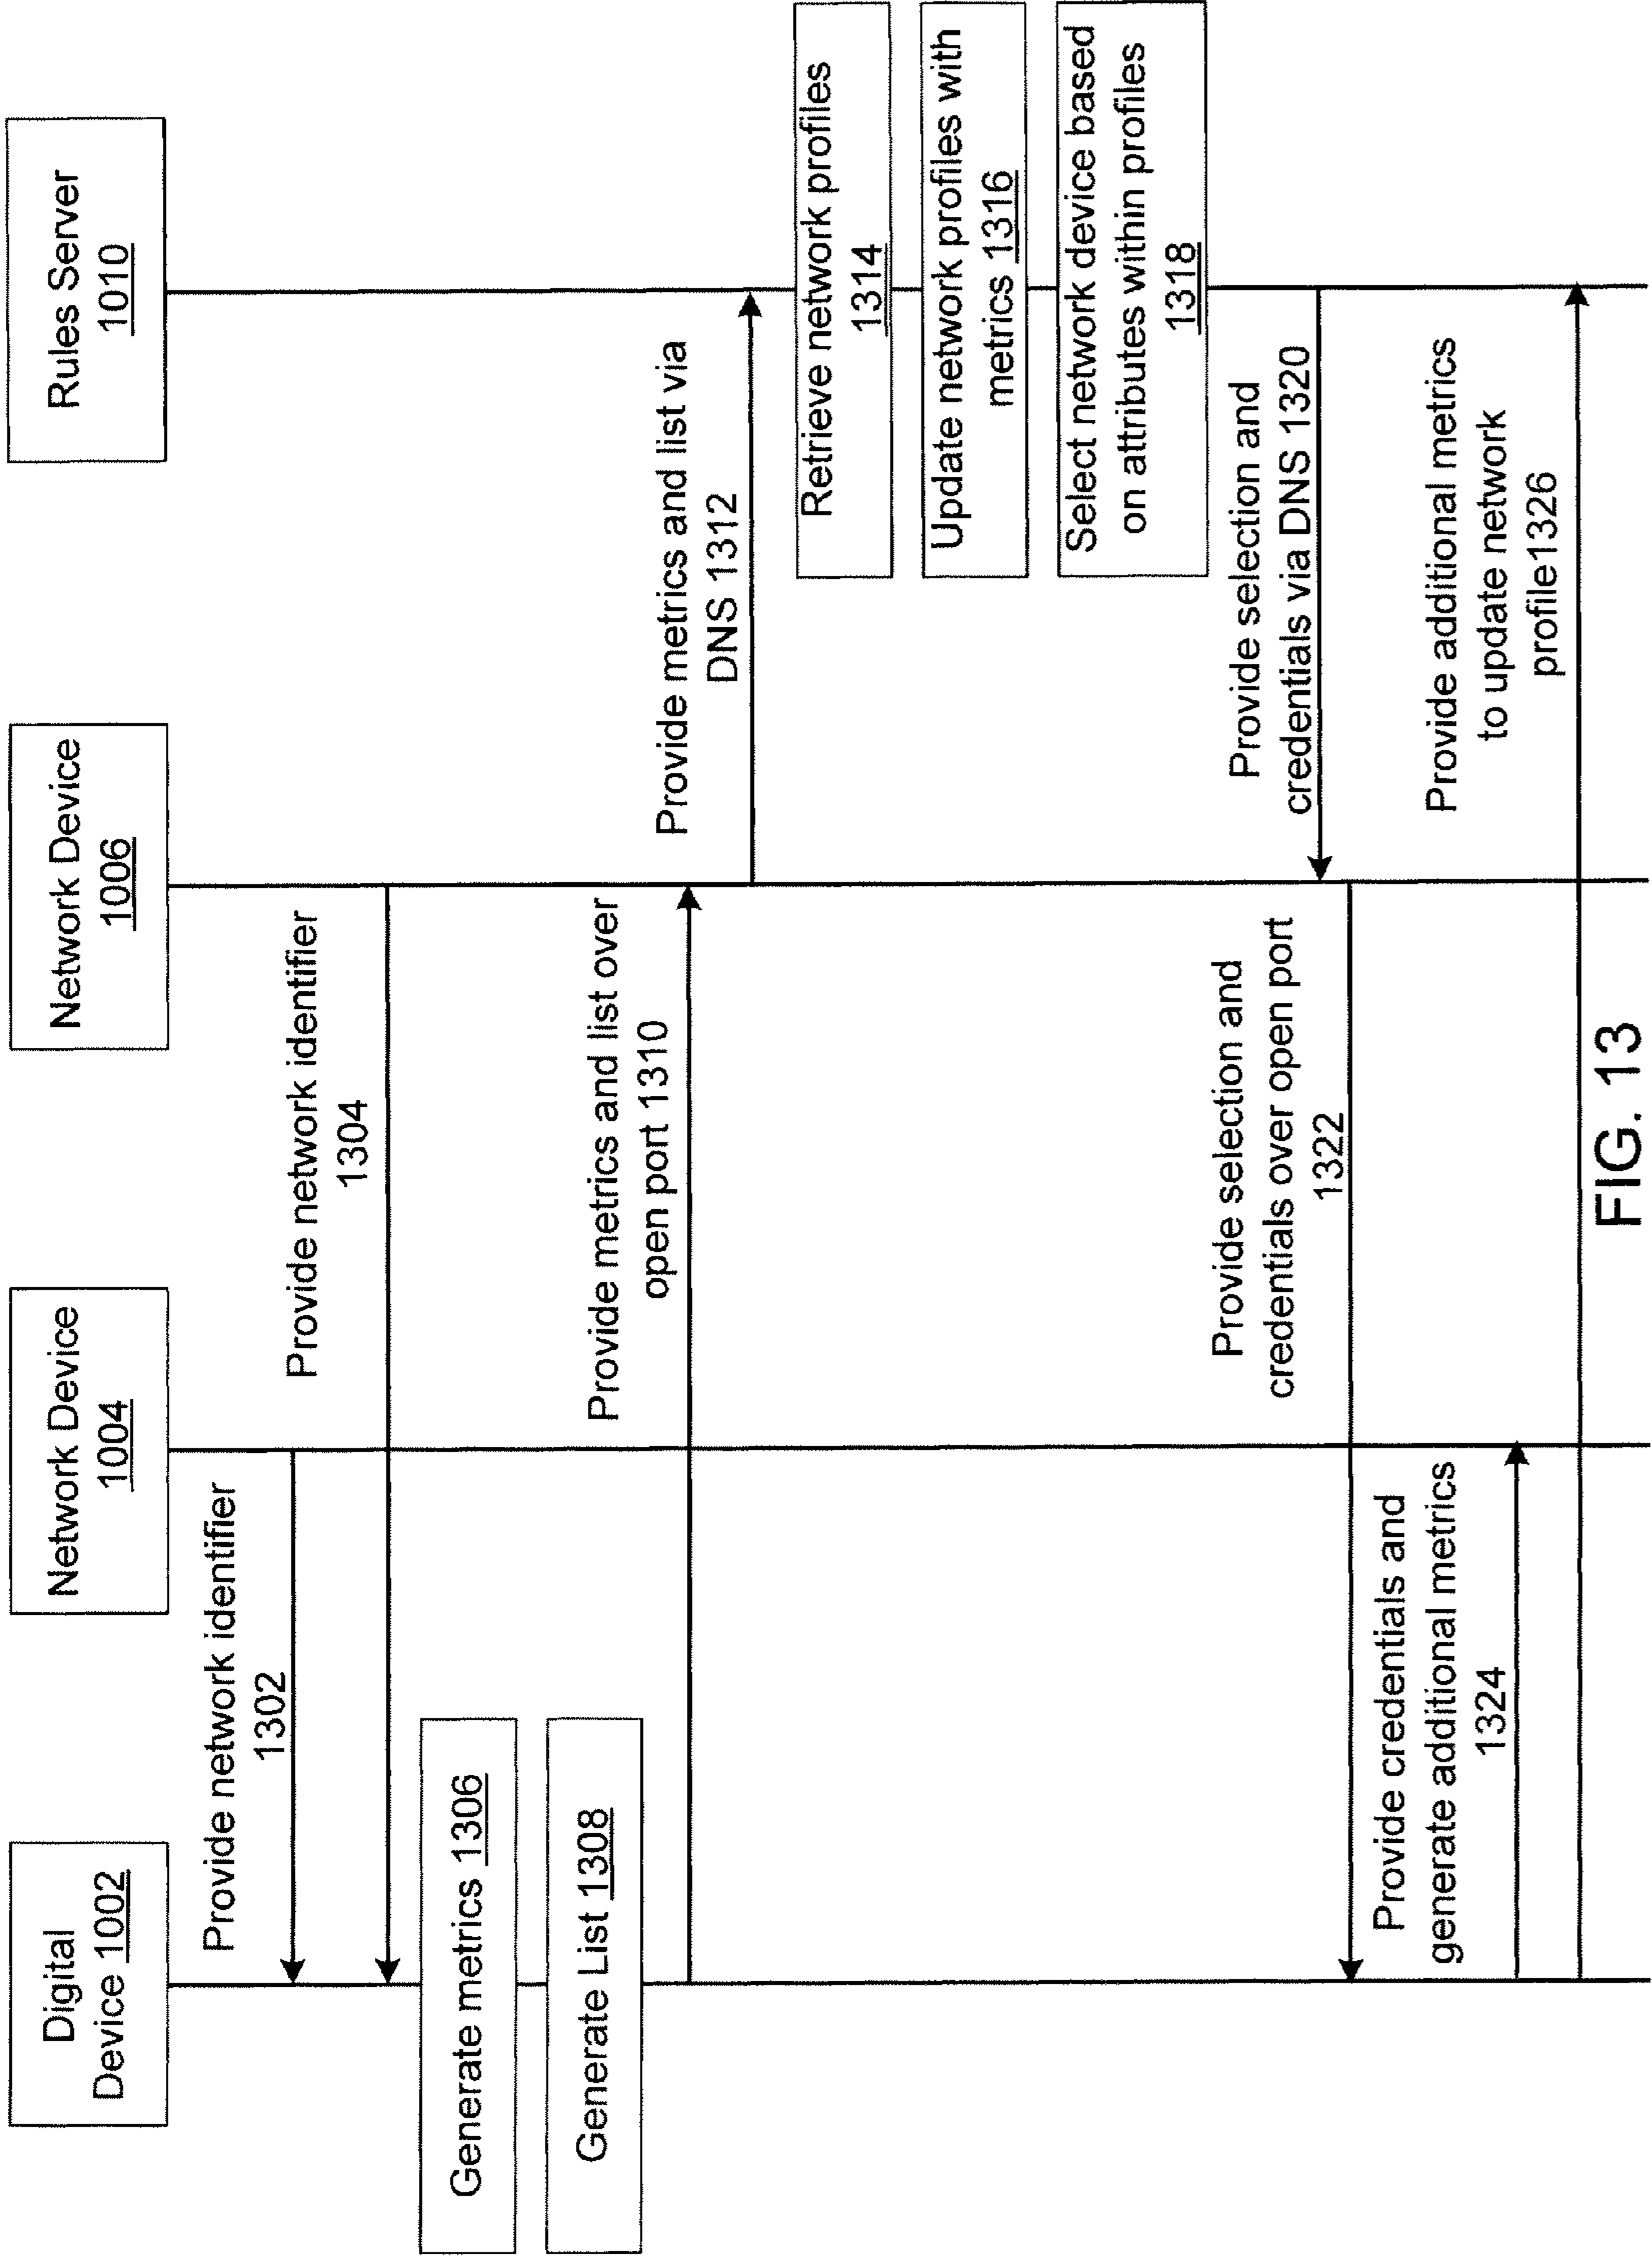 Digital
Device 1002
Network Device
1004
Network Device
1006
Rules Server
1010
Provide network identifier
1302
Provide network identifier
1304
Generate metrics 1306
Generate List 1308
Provide metrics and list over
open port 1310
Provide metrics and list via
DNS 1312
Retrieve network profiles
1314
Update network profiles with
metrics 1316
Select network device based
on attributes within profiles
1318
Provide selection and
credentials via DNS 1320
Provide selection and
credentials over open port
1322
Provide credentials and
generate additional metrics
1324
Provide additional metrics
to update network
profile1326
FIG. 13